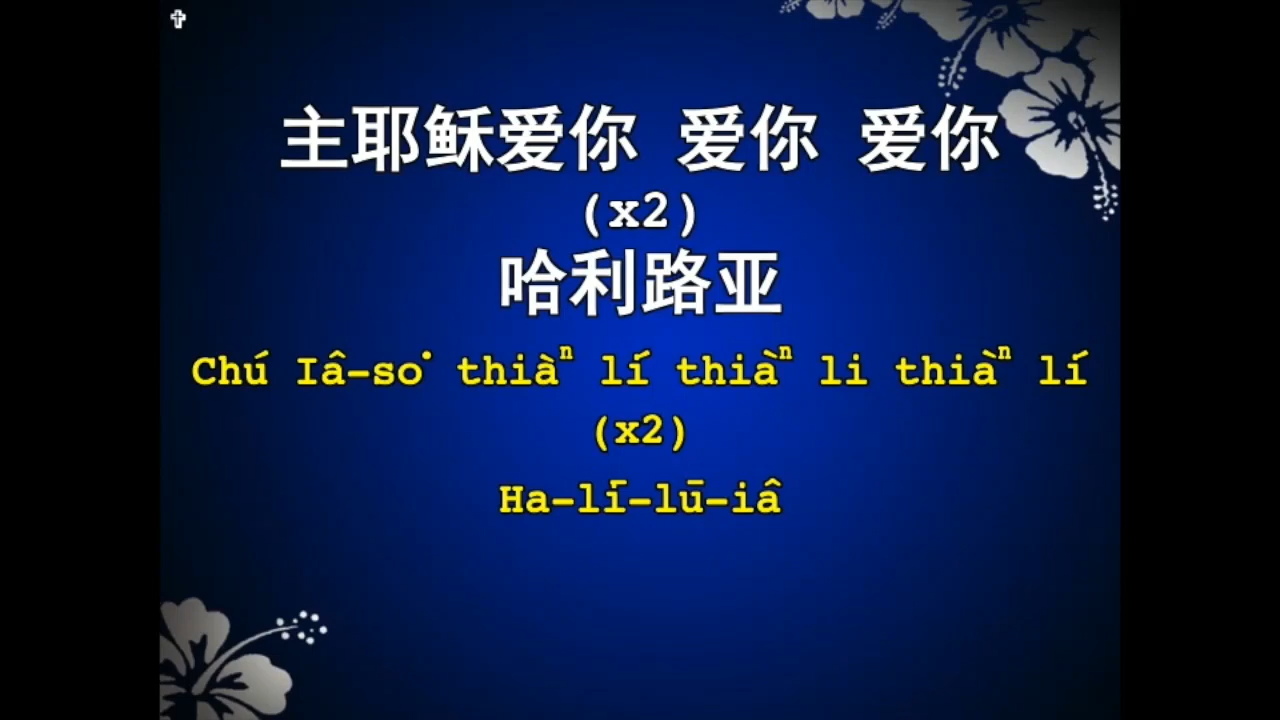 主耶稣爱你 爱你 爱你
(x2)
哈利路亚
Chú Iâ-so͘ thiàⁿ lí thiàⁿ li thiàⁿ lí
(x2)
Ha-lī-lū-iâ